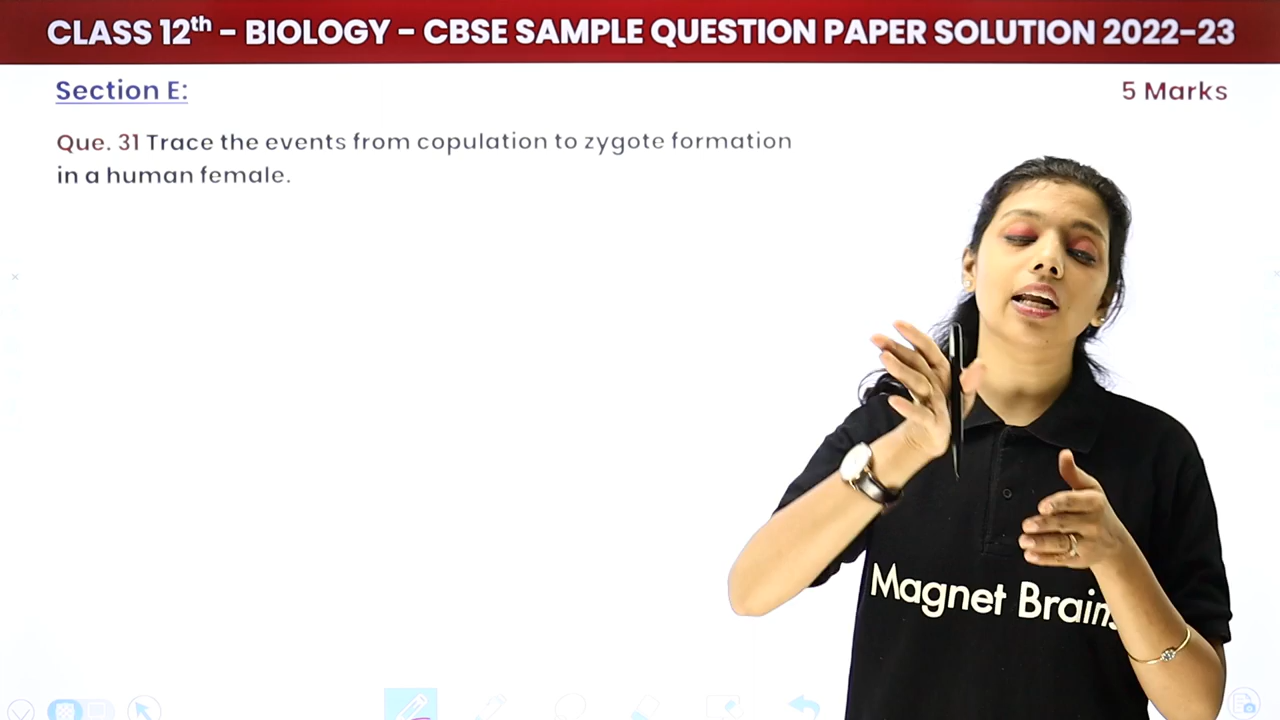 CLASS 12th – BIOLOGY – CBSE SAMPLE QUESTION PAPER SOLUTION 2022–23
Section E:
5 Marks
Que. 31 Trace the events from copulation to zygote formation
in a human female.
Magnet Brains